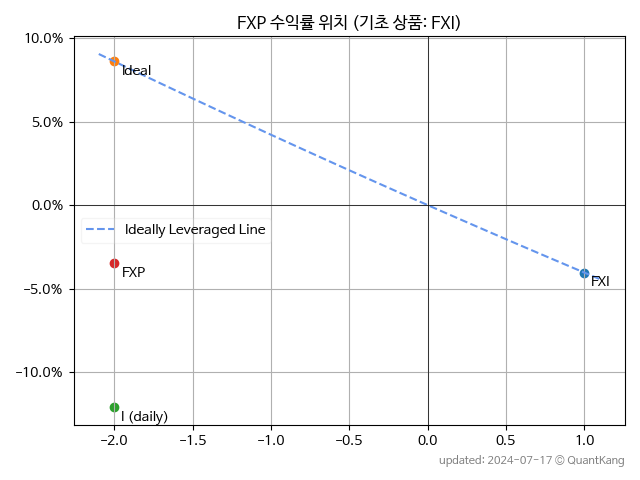 FXP 수익률 위치 (기초 상품: FXI)
10.0%
Ideal
5.0%
0.0%
Ideally Leveraged Line
FXP
FXI
−5.0%
−10.0%
I (daily)
−2.0 −1.5 −1.0 −0.5 0.0 0.5 1.0
updated: 2024-07-17 © QuantKang